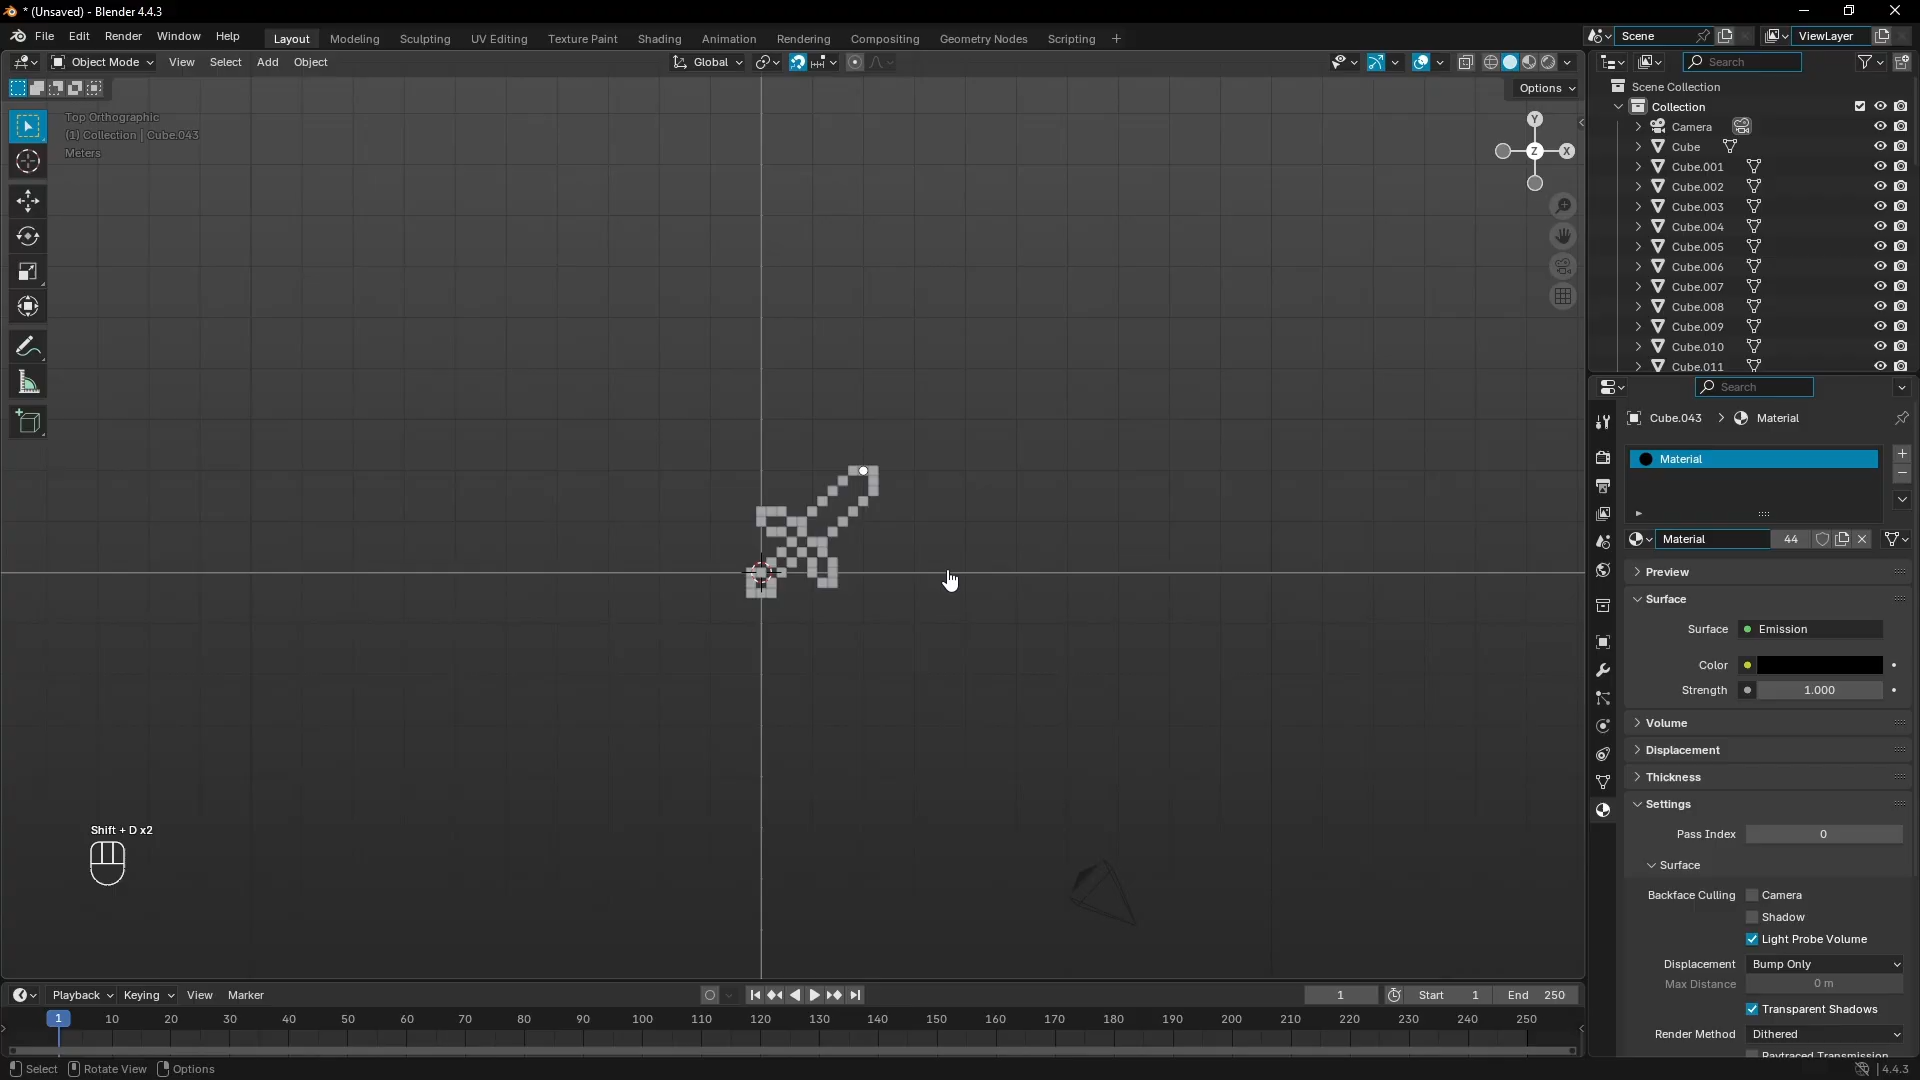 * (Unsaved) - Blender 4.4.3
File Edit Render Window Help Layout Modeling Sculpting UV Editing Texture Paint Shading Animation Rendering Compositing Geometry Nodes Scripting + Scene ViewLayer
Object Mode View Select Add Object Global Search
Options
Top Orthographic
(1) Collection | Cube.043
Meters
Y
X
Z
Scene Collection
Collection
Camera
Cube
Cube.001
Cube.002
Cube.003
Cube.004
Cube.005
Cube.006
Cube.007
Cube.008
Cube.009
Cube.010
Cube.011
Search
Cube.043 > Material
Material
Material 44
Preview
Surface
Surface Emission
Color
Strength 1.000
Volume
Displacement
Thickness
Settings
Pass Index 0
Surface
Backface Culling Camera
Shadow
Light Probe Volume
Displacement Bump Only
Max Distance 0 m
Transparent Shadows
Render Method Dithered
Raytraced Transmission
Shift + D x2
Playback Keying View Marker 1 Start 1 End 250
1 10 20 30 40 50 60 70 80 90 100 110 120 130 140 150 160 170 180 190 200 210 220 230 240 250
Select Rotate View Options 4.4.3